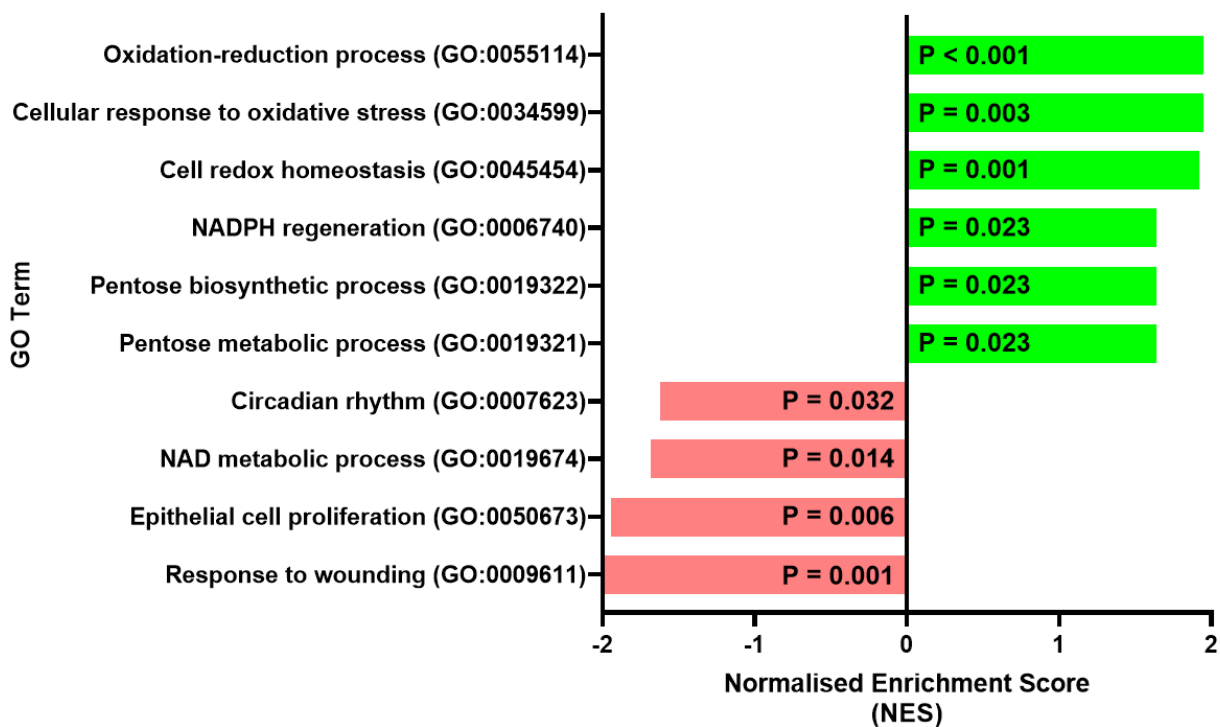 GO Term
Oxidation-reduction process (GO:0055114)
P < 0.001
Cellular response to oxidative stress (GO:0034599)
P = 0.003
Cell redox homeostasis (GO:0045454)
P = 0.001
NADPH regeneration (GO:0006740)
P = 0.023
Pentose biosynthetic process (GO:0019322)
P = 0.023
Pentose metabolic process (GO:0019321)
P = 0.023
Circadian rhythm (GO:0007623)
P = 0.032
NAD metabolic process (GO:0019674)
P = 0.014
Epithelial cell proliferation (GO:0050673)
P = 0.006
Response to wounding (GO:0009611)
P = 0.001
-2 -1 0 1 2
Normalised Enrichment Score
(NES)